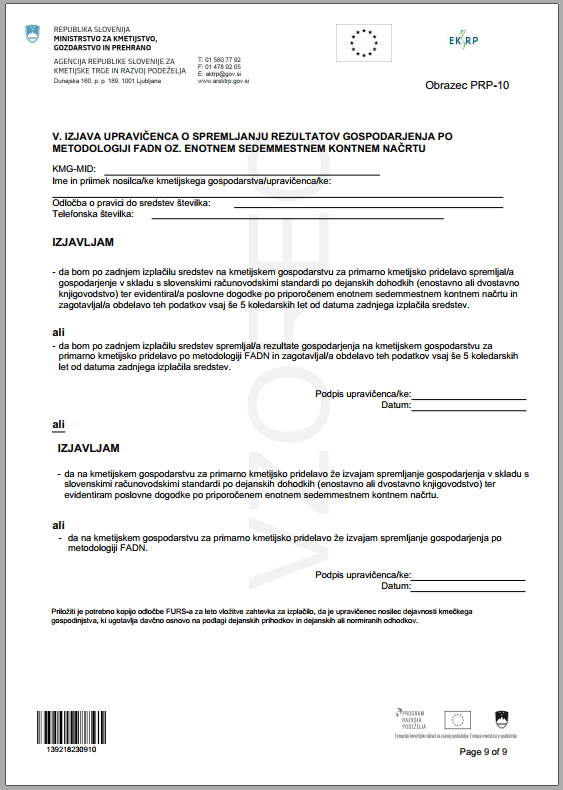 REPUBLIKA SLOVENIJA
MINISTRSTVO ZA KMETIJSTVO,
GOZDARSTVO IN PREHRANO
AGENCIJA REPUBLIKE SLOVENIJE ZA
KMETIJSKE TRGE IN RAZVOJ PODEŽELJA
Dunajska 160, p. p. 189, 1001 Ljubljana
T: 01 580 77 92
F: 01 478 92 05
E: aktrp@gov.si
www.arsktrp.gov.si
EKSRP
Obrazec PRP-10
VZOREC
V. IZJAVA UPRAVIČENCA O SPREMLJANJU REZULTATOV GOSPODARJENJA PO
METODOLOGIJI FADN OZ. ENOTNEM SEDEMMESTNEM KONTNEM NAČRTU
KMG-MID:
Ime in priimek nosilca/ke kmetijskega gospodarstva/upravičenca/ke:
Odločba o pravici do sredstev številka:
Telefonska številka:
IZJAVLJAM
- da bom po zadnjem izplačilu sredstev na kmetijskem gospodarstvu za primarno kmetijsko pridelavo spremljal/a
gospodarjenje v skladu s slovenskimi računovodskimi standardi po dejanskih dohodkih (enostavno ali dvostavno
knjigovodstvo) ter evidentiral/a poslovne dogodke po priporočenem enotnem sedemmestnem kontnem načrtu in
zagotavljal/a obdelavo teh podatkov vsaj še 5 koledarskih let od datuma zadnjega izplačila sredstev.
ali
- da bom po zadnjem izplačilu sredstev spremljal/a rezultate gospodarjenja na kmetijskem gospodarstvu za
primarno kmetijsko pridelavo po metodologiji FADN in zagotavljal/a obdelavo teh podatkov vsaj še 5 koledarskih
let od datuma zadnjega izplačila sredstev.
Podpis upravičenca/ke:
Datum:
ali
IZJAVLJAM
- da na kmetijskem gospodarstvu za primarno kmetijsko pridelavo že izvajam spremljanje gospodarjenja v skladu s
slovenskimi računovodskimi standardi po dejanskih dohodkih (enostavno ali dvostavno knjigovodstvo) ter
evidentiram poslovne dogodke po priporočenem enotnem sedemmestnem kontnem načrtu.
ali
- da na kmetijskem gospodarstvu za primarno kmetijsko pridelavo že izvajam spremljanje gospodarjenja po
metodologiji FADN.
Podpis upravičenca/ke:
Datum:
Priložiti je potrebno kopijo odločbe FURS-a za leto vložitve zahtevka za izplačilo, da je upravičenec nosilec dejavnosti kmečkega
gospodinjstva, ki ugotavlja davčno osnovo na podlagi dejanskih prihodkov in dejanskih ali normiranih odhodkov.
139218230910
PROGRAM
RAZVOJA
PODEŽELJA
Evropski kmetijski sklad za razvoj podeželja: Evropa investira v podeželje
Page 9 of 9